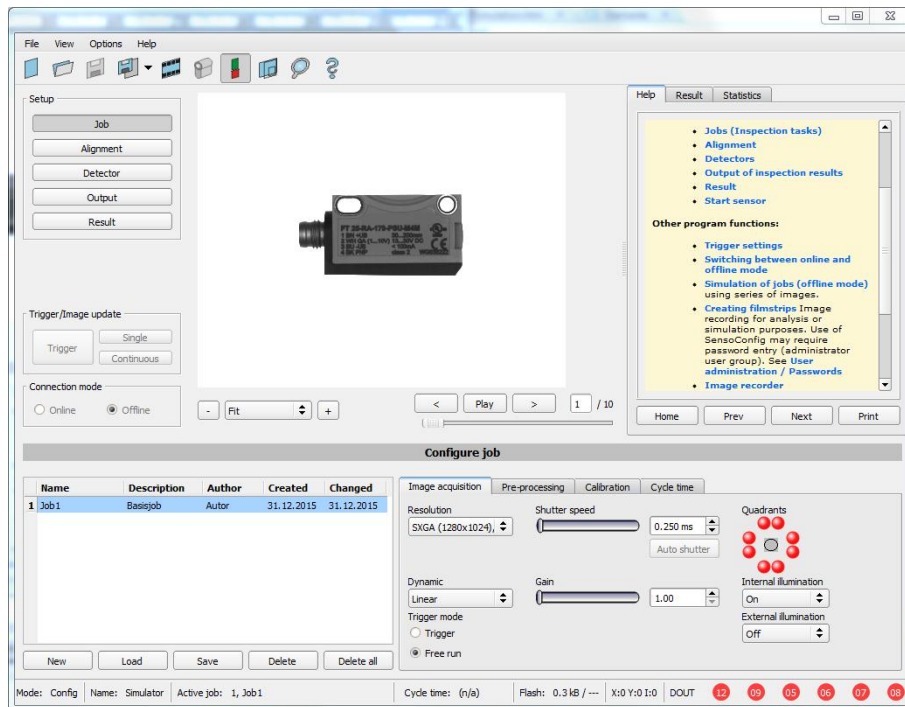 File View Options Help
Setup
Job
Alignment
Detector
Output
Result
Trigger/Image update
Trigger
Single
Continuous
Connection mode
Online Offline
FT 25-RA-170-PSU-M4M
CE
- Fit +
< Play > 1 / 10
Help Result Statistics
• Jobs (Inspection tasks)
• Alignment
• Detectors
• Output of inspection results
• Result
• Start sensor
Other program functions:
• Trigger settings
• Switching between online and
offline mode
• Simulation of jobs (offline mode)
using series of images.
• Creating filmstrips Image
recording for analysis or
simulation purposes. Use of
SensoConfig may require
password entry (administrator
user group). See User
administration / Passwords
• Image recorder
Home Prev Next Print
Configure job
Name Description Author Created Changed
1 Job1 Basisjob Autor 31.12.2015 31.12.2015
New Load Save Delete Delete all
Image acquisition Pre-processing Calibration Cycle time
Resolution Shutter speed Quadrants
SXGA (1280x1024), 0.250 ms
Auto shutter
Dynamic Gain Internal illumination
Linear 1.00 On
Trigger mode External illumination
Trigger Off
Free run
Mode: Config Name: Simulator Active job: 1, Job1 Cycle time: (n/a) Flash: 0.3 kB / --- X:0 Y:0 I:0 DOUT 12 09 05 06 07 08